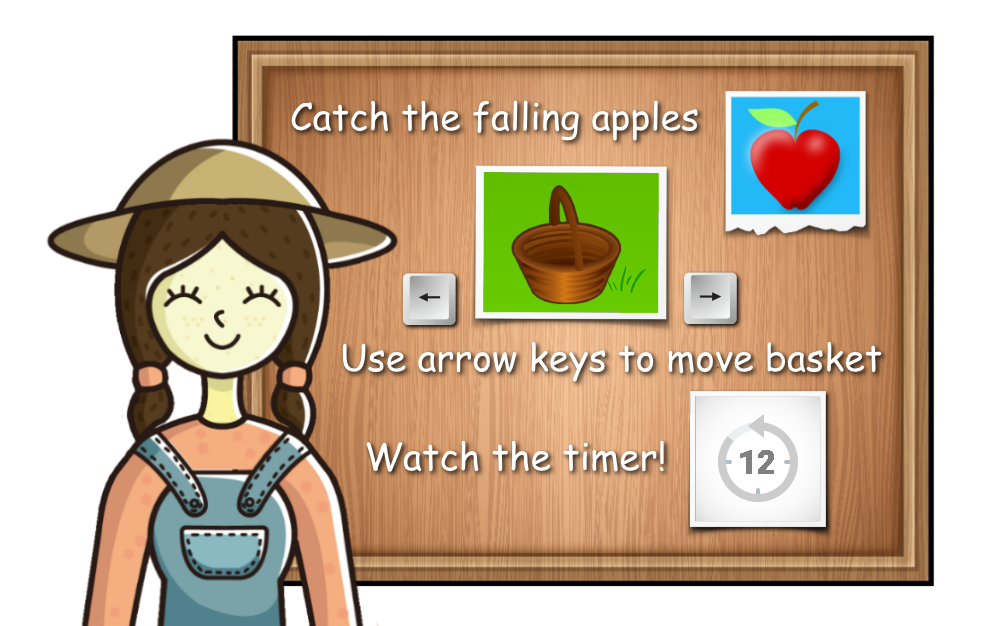 Catch the falling apples
← →
Use arrow keys to move basket
Watch the timer!
12